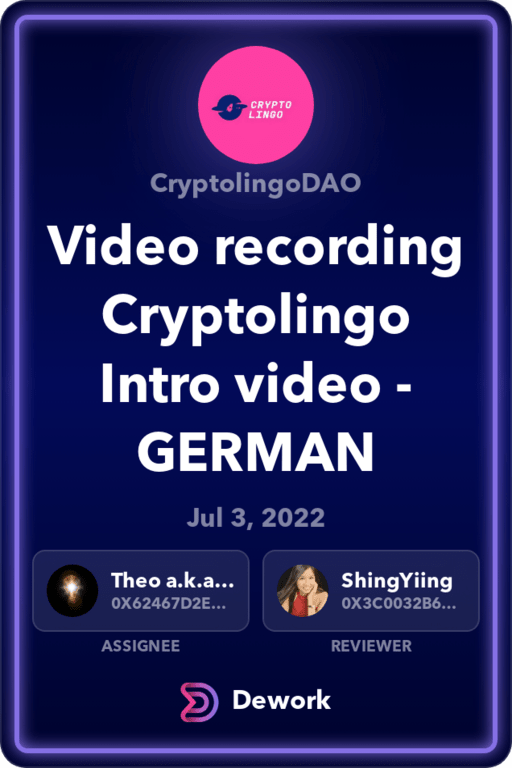 CRYPTO
LINGO
CryptolingoDAO
Video recording
Cryptolingo
Intro video -
GERMAN
Jul 3, 2022
Theo a.k.a...
0X62467D2E...
ShingYiing
0X3C0032B6...
ASSIGNEE
REVIEWER
Dework